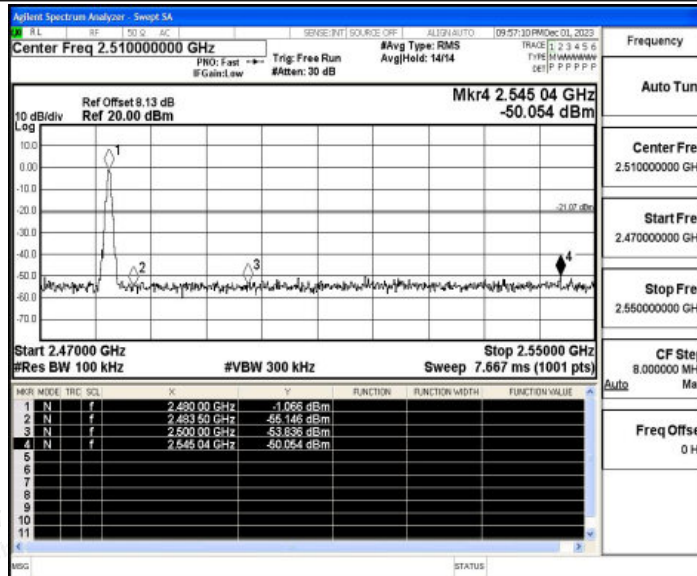 Agilent Spectrum Analyzer - Swept SA
RL RF 50 Ω AC SENSE:INT SOURCE OFF ALIGN AUTO 09:57:10 PM Dec 01, 2023
Center Freq 2.510000000 GHz
PNO: Fast
IFGain:Low
Trig: Free Run
#Atten: 30 dB
#Avg Type: RMS
Avg|Hold: 14/14
TRACE 1 2 3 4 5 6
TYPE M W W W W W
DET P P P P P P
Mkr4 2.545 04 GHz
-50.054 dBm
Ref Offset 8.13 dB
10 dB/div Ref 20.00 dBm
Log
10.0
0.00
-10.0
-20.0
-30.0
-40.0
-50.0
-60.0
-70.0
1
2
3
4
-21.07 dBm
Start 2.47000 GHz
Stop 2.55000 GHz
#Res BW 100 kHz #VBW 300 kHz Sweep 7.667 ms (1001 pts)
MKR MODE TRC SCL X Y FUNCTION FUNCTION WIDTH FUNCTION VALUE
1 N f 2.480 00 GHz -1.066 dBm
2 N f 2.483 50 GHz -55.146 dBm
3 N f 2.500 00 GHz -53.836 dBm
4 N f 2.545 04 GHz -50.054 dBm
5
6
7
8
9
10
11
MSG STATUS
Frequency
Auto Tun
Center Fre
2.510000000 GH
Start Fre
2.470000000 GH
Stop Fre
2.550000000 GH
CF Step
8.000000 MH
Auto Ma
Freq Offse
0 H